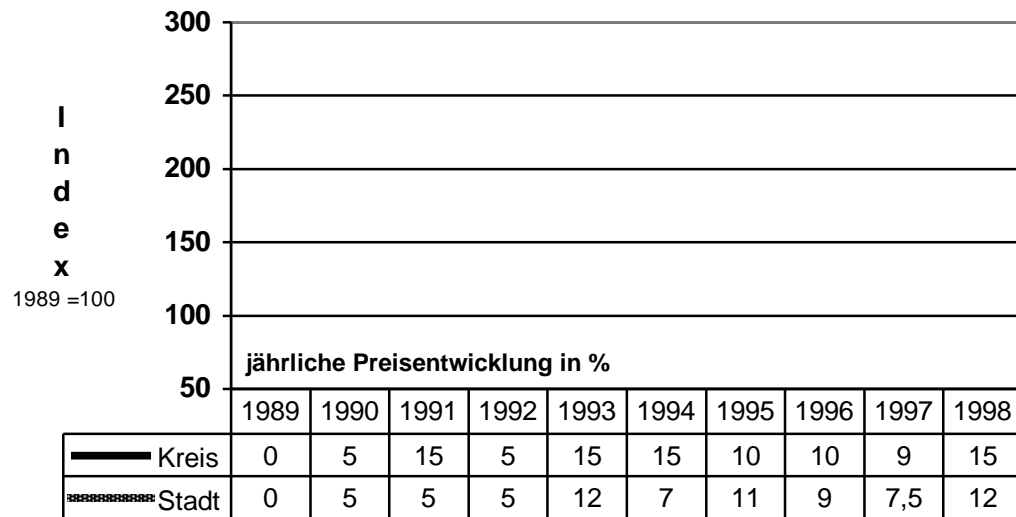 300
250
200
150
100
50
Index
1989 =100
jährliche Preisentwicklung in %
1989 1990 1991 1992 1993 1994 1995 1996 1997 1998
Kreis 0 5 15 5 15 15 10 10 9 15
Stadt 0 5 5 5 12 7 11 9 7,5 12